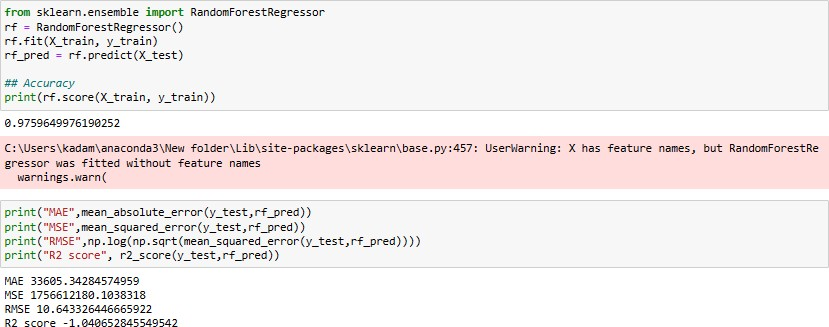 from sklearn.ensemble import RandomForestRegressor
rf = RandomForestRegressor()
rf.fit(X_train, y_train)
rf_pred = rf.predict(X_test)
## Accuracy
print(rf.score(X_train, y_train))
0.9759649976190252
C:\Users\kadam\anaconda3\New folder\Lib\site-packages\sklearn\base.py:457: UserWarning: X has feature names, but RandomForestRe
gressor was fitted without feature names
  warnings.warn(
print("MAE",mean_absolute_error(y_test,rf_pred))
print("MSE",mean_squared_error(y_test,rf_pred))
print("RMSE",np.log(np.sqrt(mean_squared_error(y_test,rf_pred))))
print("R2 score", r2_score(y_test,rf_pred))
MAE 33605.34284574959
MSE 1756612180.1038318
RMSE 10.643326446665922
R2 score -1.040652845549542